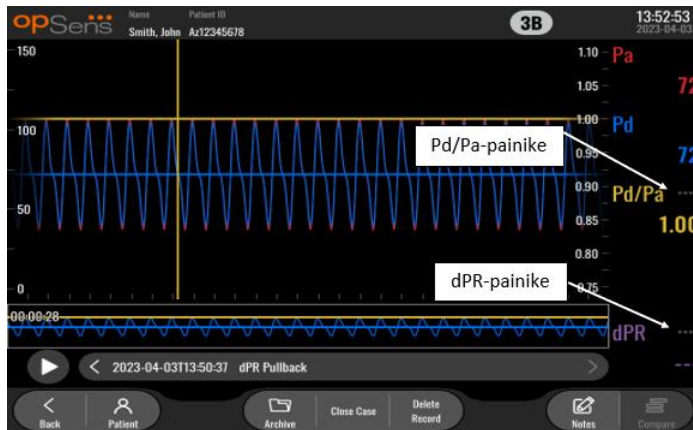 opSens
Name
Patient ID
Smith, John
Az12345678
3B
13:52:53
2023-04-03
150
100
50
0
1.10
1.05
1.00
0.95
0.90
0.85
0.80
0.75
Pa
72
Pd
72
Pd/Pa
---
1.00
dPR
---
Pd/Pa-painike
dPR-painike
00:00:28
2023-04-03T13:50:37 dPR Pullback
Back
Patient
Archive
Close Case
Delete
Record
Notes
Compare